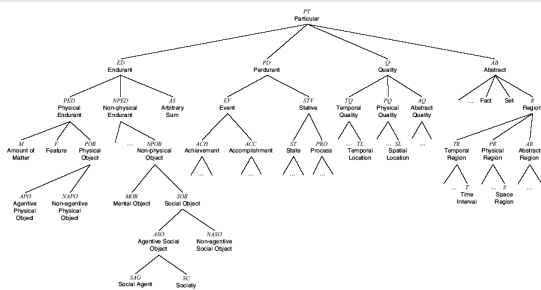 PT
Particular
ED
Endurant
PD
Perdurant
Q
Quality
AB
Abstract
PED
Physical
Endurant
NPED
Non-physical
Endurant
AS
Arbitrary
Sum
EV
Event
STV
Stative
TQ
Temporal
Quality
PQ
Physical
Quality
AQ
Abstract
Quality
...
Fact
Set
R
Region
M
Amount of
Matter
F
Feature
POB
Physical
Object
...
NPOB
Non-physical
Object
ACH
Achievement
ACC
Accomplishment
ST
State
PRO
Process
...
TL
Temporal
Location
...
SL
Spatial
Location
...
...
TR
Temporal
Region
PR
Physical
Region
AR
Abstract
Region
...
...
...
...
...
...
...
...
APO
Agentive
Physical
Object
NAPO
Non-agentive
Physical
Object
MOB
Mental Object
SOB
Social Object
...
T
Time
Interval
...
S
Space
Region
...
...
ASO
Agentive Social
Object
NASO
Non-agentive
Social Object
SAG
Social Agent
SC
Society